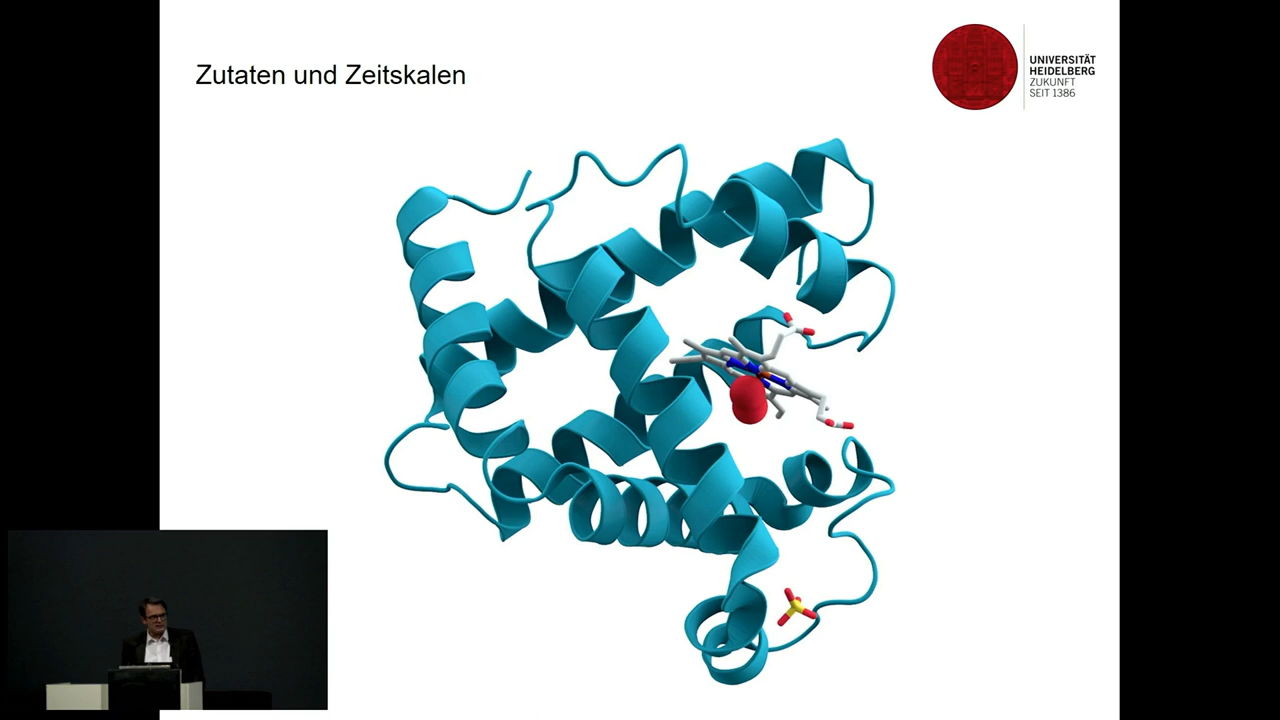 Zutaten und Zeitskalen
UNIVERSITÄT
HEIDELBERG
ZUKUNFT
SEIT 1386